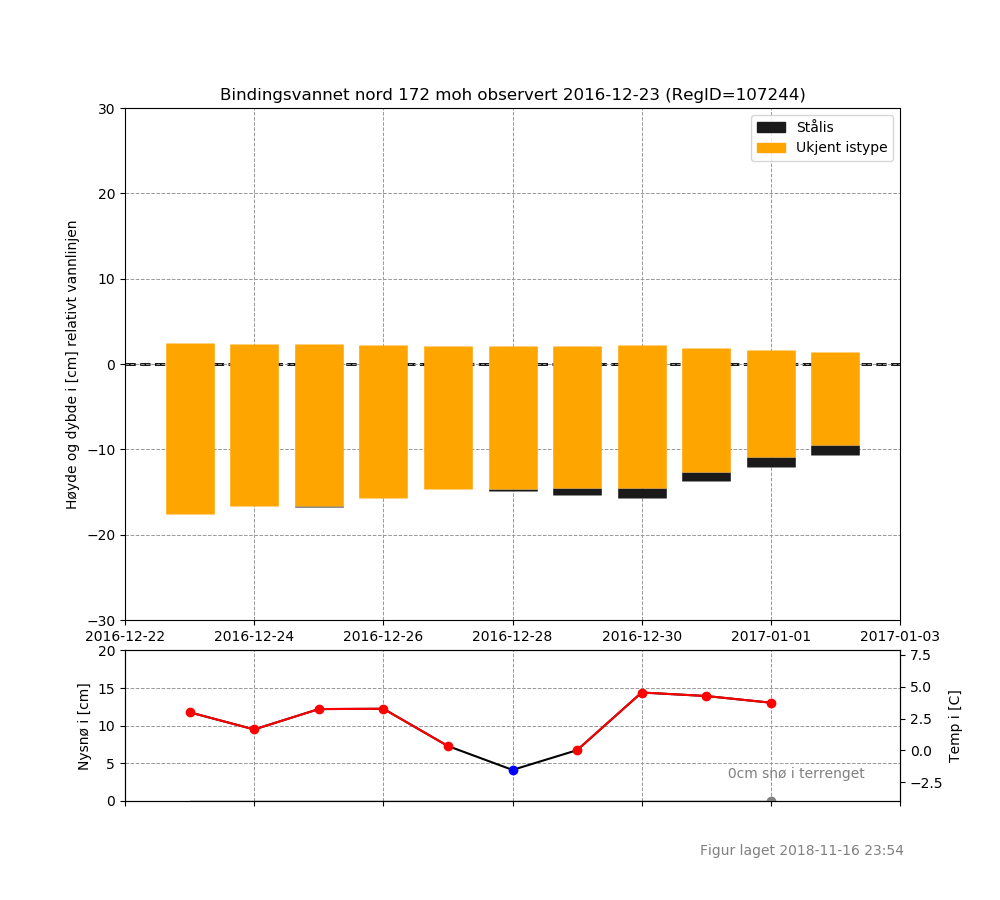 Bindingsvannet nord 172 moh observert 2016-12-23 (RegID=107244)
Stålis
Ukjent istype
Høyde og dybde i [cm] relativt vannlinjen
30
20
10
0
−10
−20
−30
2016-12-22 2016-12-24 2016-12-26 2016-12-28 2016-12-30 2017-01-01 2017-01-03
Nysnø i [cm]
20
15
10
5
0
7.5
5.0
2.5
0.0
−2.5
Temp i [C]
0cm snø i terrenget
Figur laget 2018-11-16 23:54